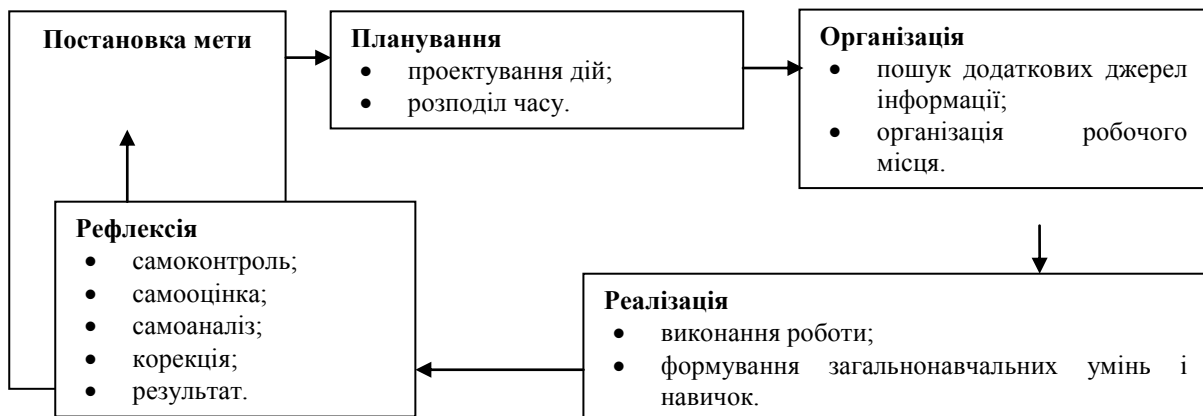 Постановка мети
Планування
• проектування дій;
• розподіл часу.
Організація
• пошук додаткових джерел
інформації;
• організація робочого
місця.
Рефлексія
• самоконтроль;
• самооцінка;
• самоаналіз;
• корекція;
• результат.
Реалізація
• виконання роботи;
• формування загальнонавчальних умінь і
навичок.